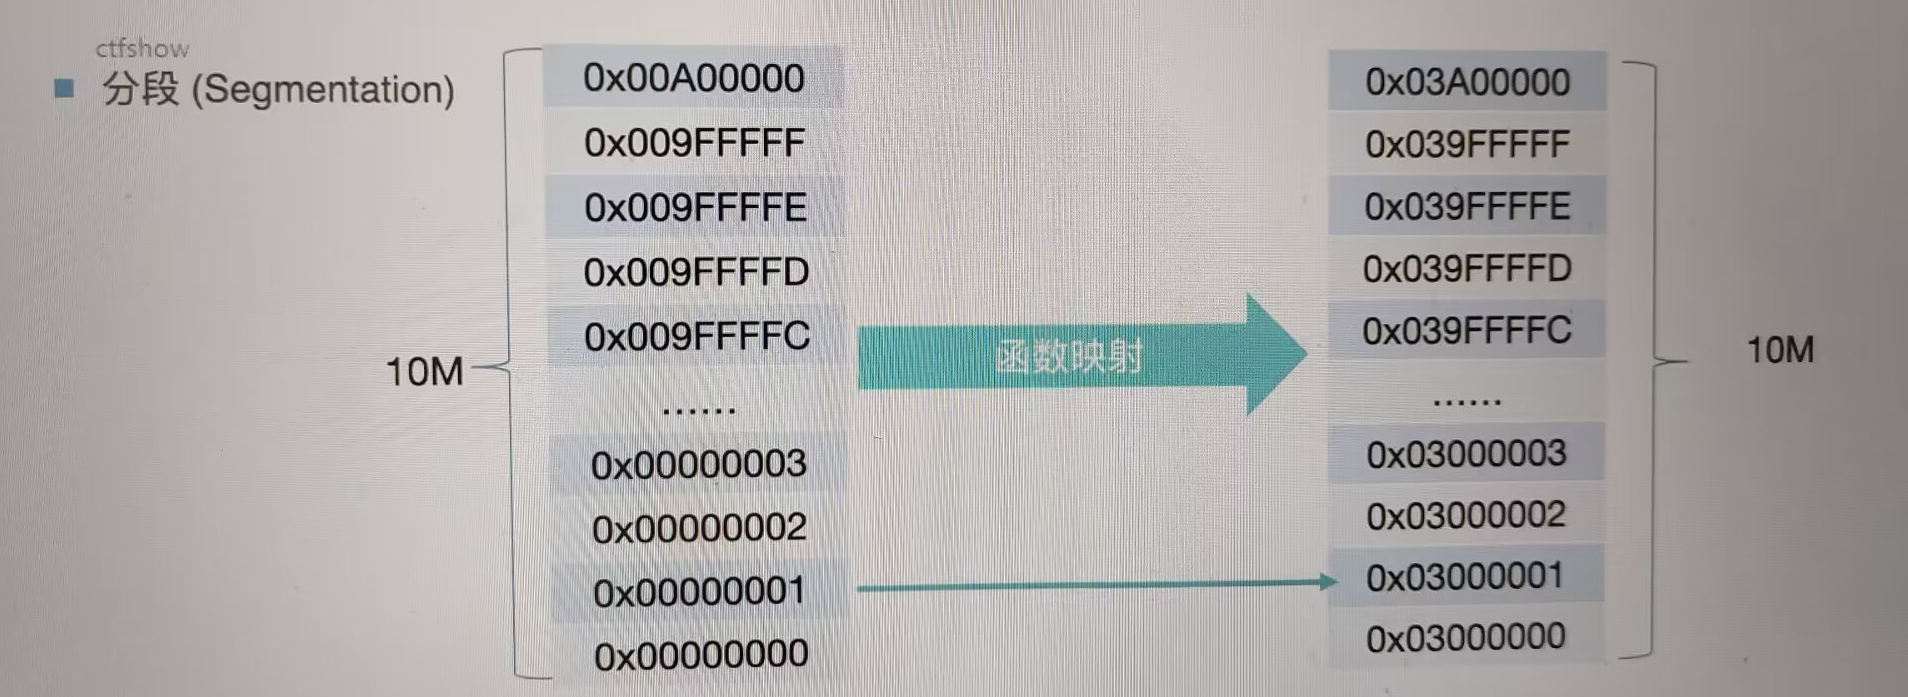 ctfshow
分段 (Segmentation)
0x00A00000
0x009FFFFF
0x009FFFFE
0x009FFFFD
0x009FFFFC
......
0x00000003
0x00000002
0x00000001
0x00000000
10M
函数映射
0x03A00000
0x039FFFFF
0x039FFFFE
0x039FFFFD
0x039FFFFC
......
0x03000003
0x03000002
0x03000001
0x03000000
10M